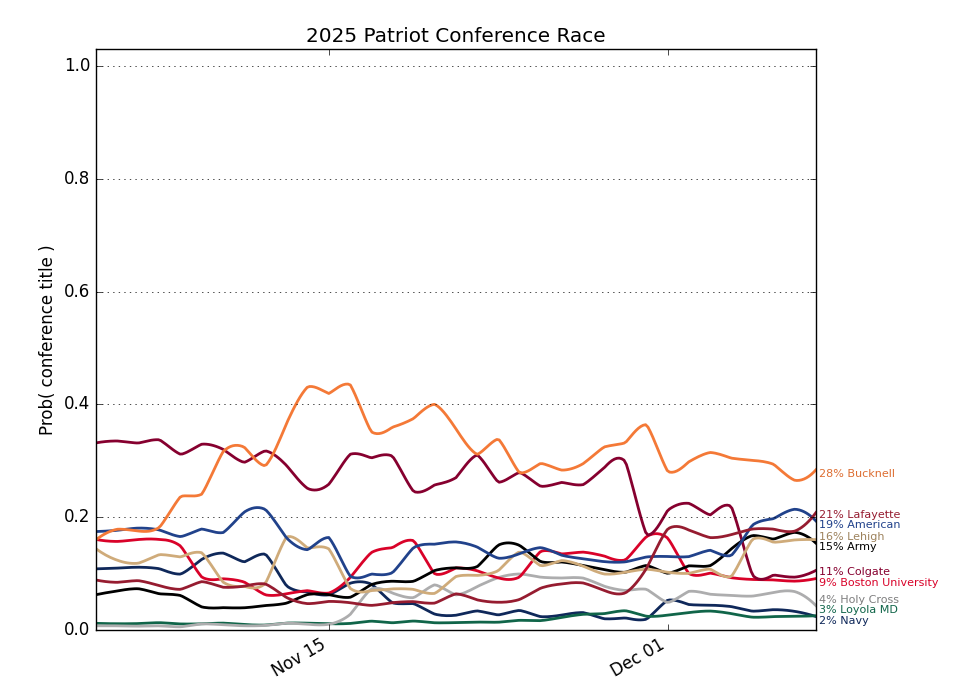 2025 Patriot Conference Race
Prob( conference title )
1.0
0.8
0.6
0.4
0.2
0.0
Nov 15
Dec 01
28% Bucknell
21% Lafayette
19% American
16% Lehigh
15% Army
11% Colgate
9% Boston University
4% Holy Cross
3% Loyola MD
2% Navy